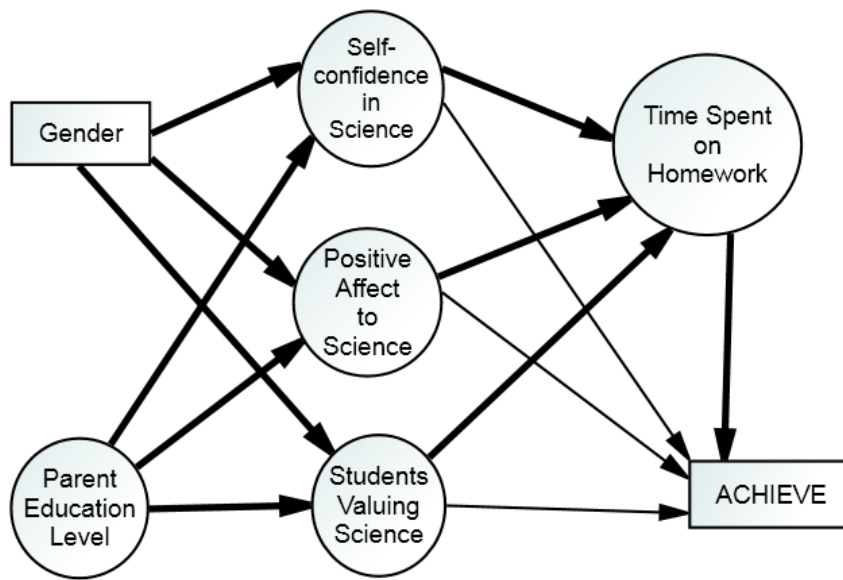 Self-
confidence
in
Science
Gender
Time Spent
on
Homework
Positive
Affect
to
Science
Parent
Education
Level
Students
Valuing
Science
ACHIEVE